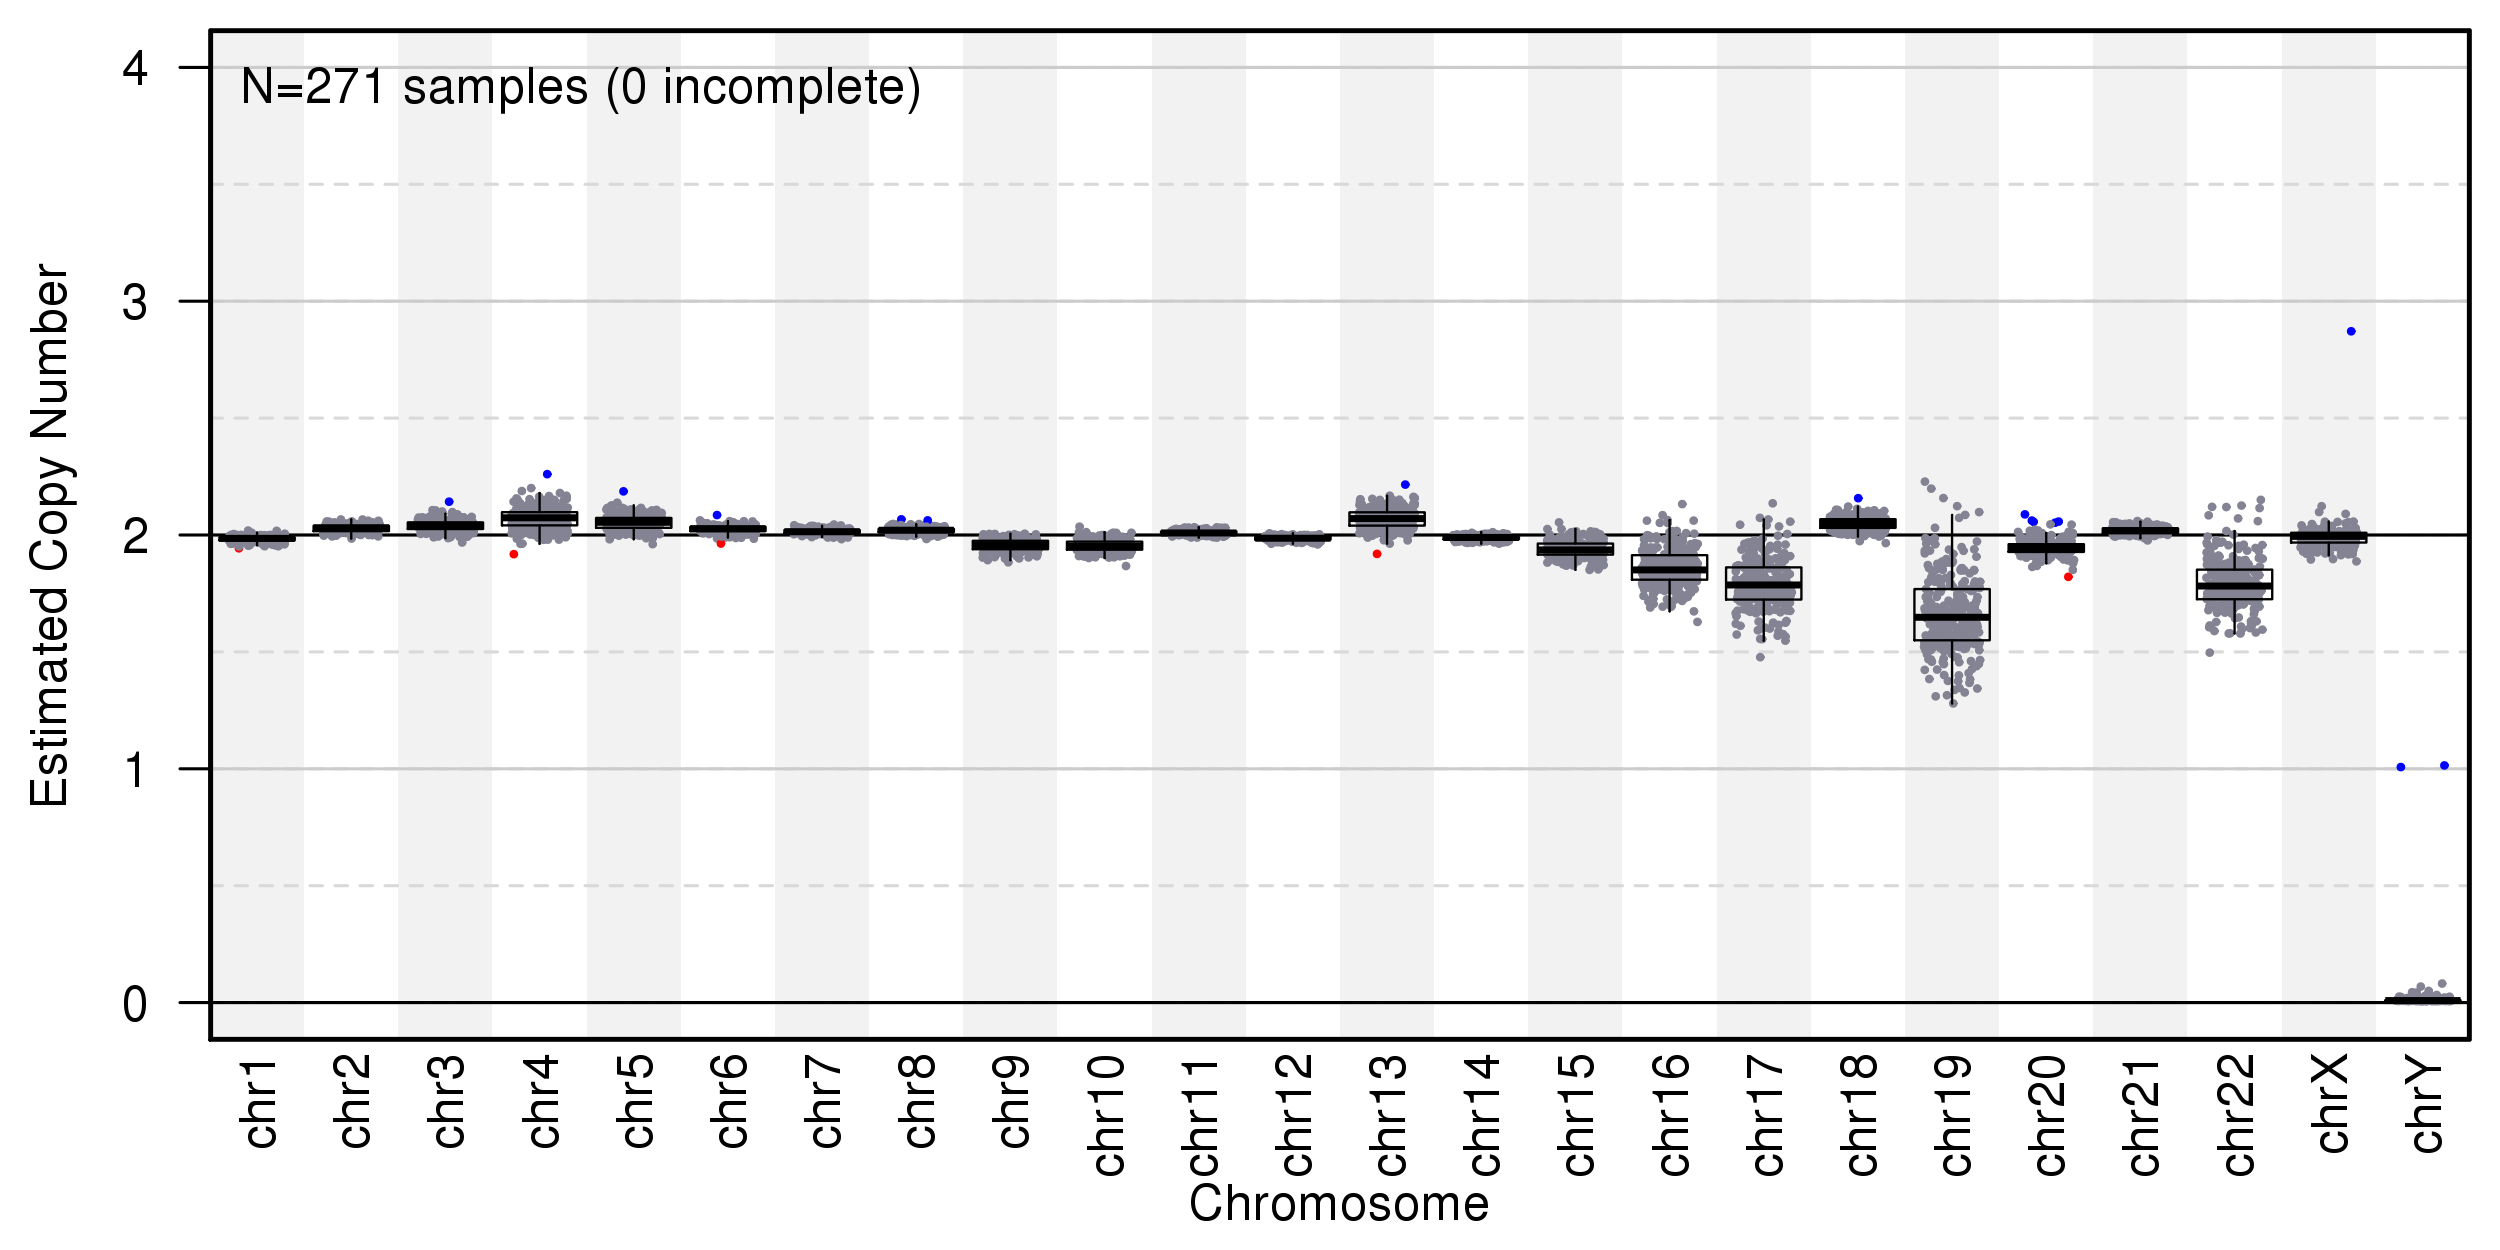 N=271 samples (0 incomplete)
4
3
2
1
0
Estimated Copy Number
chr1
chr2
chr3
chr4
chr5
chr6
chr7
chr8
chr9
chr10
chr11
chr12
chr13
chr14
chr15
chr16
chr17
chr18
chr19
chr20
chr21
chr22
chrX
chrY
Chromosome